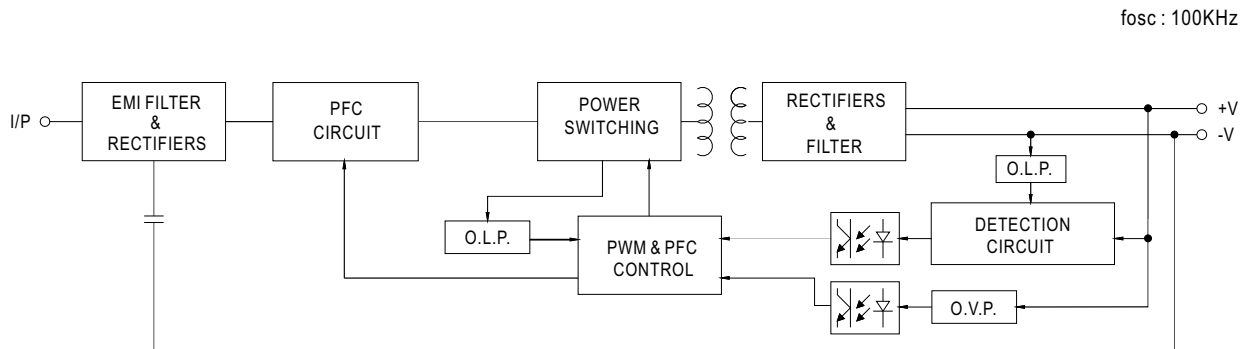 fosc : 100KHz
I/P
EMI FILTER
&
RECTIFIERS
PFC
CIRCUIT
POWER
SWITCHING
RECTIFIERS
&
FILTER
+V
-V
O.L.P.
O.L.P.
PWM & PFC
CONTROL
DETECTION
CIRCUIT
O.V.P.